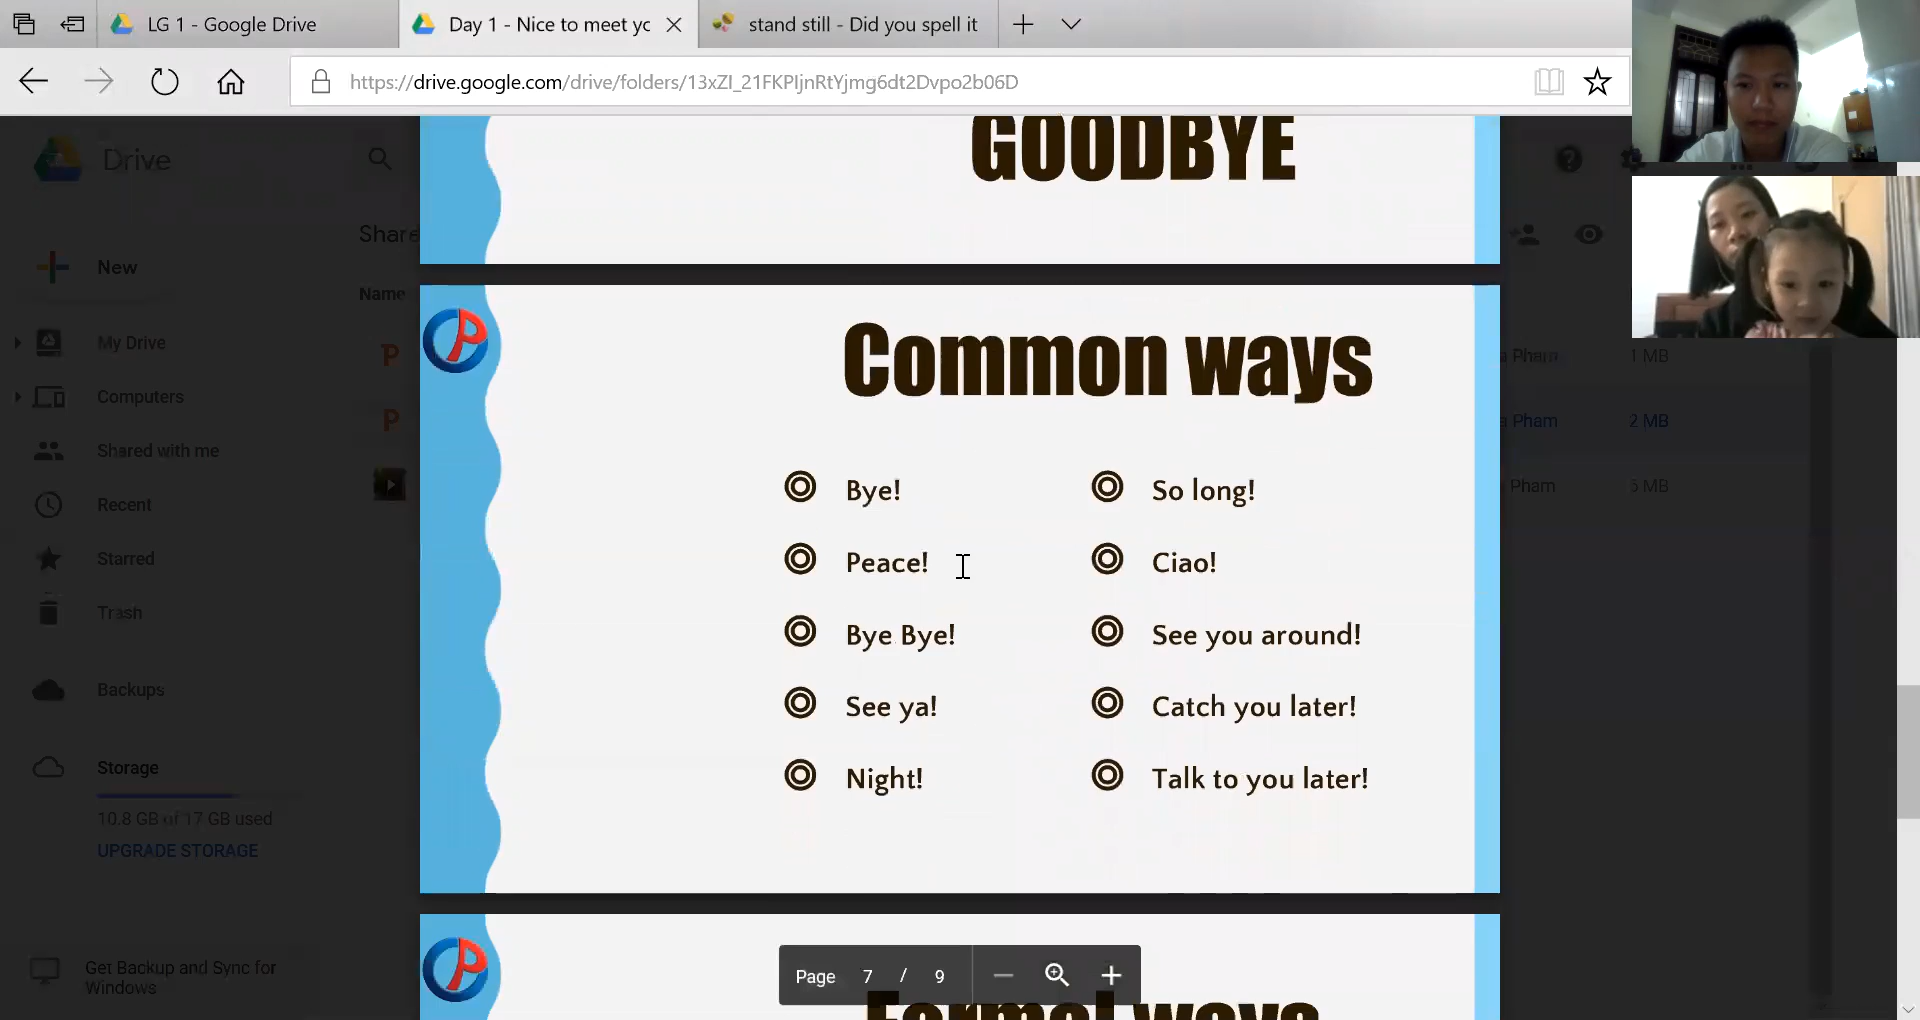 LG 1 - Google Drive
Day 1 - Nice to meet yo
stand still - Did you spell it
https://drive.google.com/drive/folders/
Drive
New
My Drive
Computers
Shared with me
Recent
Starred
Trash
Backups
Storage
10.8 GB of 17 GB used
UPGRADE STORAGE
Get Backup and Sync for
Windows
Share
Name
GOODBYE
Common ways
Bye!
Peace!
Bye Bye!
See ya!
Night!
So long!
Ciao!
See you around!
Catch you later!
Talk to you later!
Formal ways
Page 7 / 9
a Pham
1 MB
a Pham
2 MB
Pham
MB